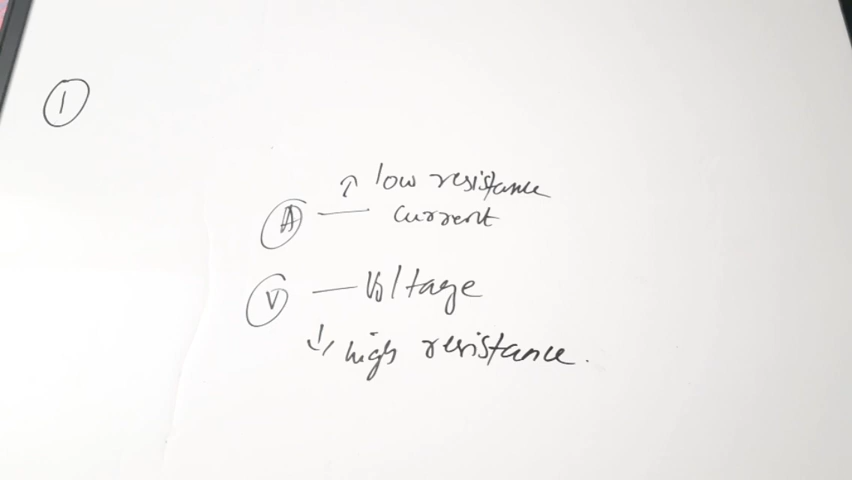 1
↑ low resistance
A — current
V — Voltage
↓ high resistance.